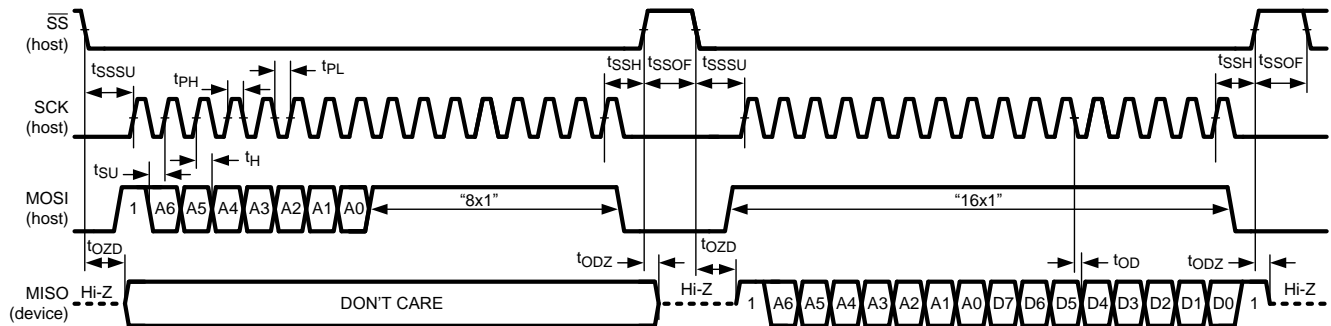 SS
(host)
tSSSU tPH tPL tSSH tSSOF tSSSU tSSH tSSOF
SCK
(host)
tSU tH
MOSI
(host)
1 A6 A5 A4 A3 A2 A1 A0 “8x1” “16x1”
tOZD tODZ tOZD tOD tODZ
MISO
(device)
Hi-Z DON’T CARE Hi-Z 1 A6 A5 A4 A3 A2 A1 A0 D7 D6 D5 D4 D3 D2 D1 D0 1 Hi-Z